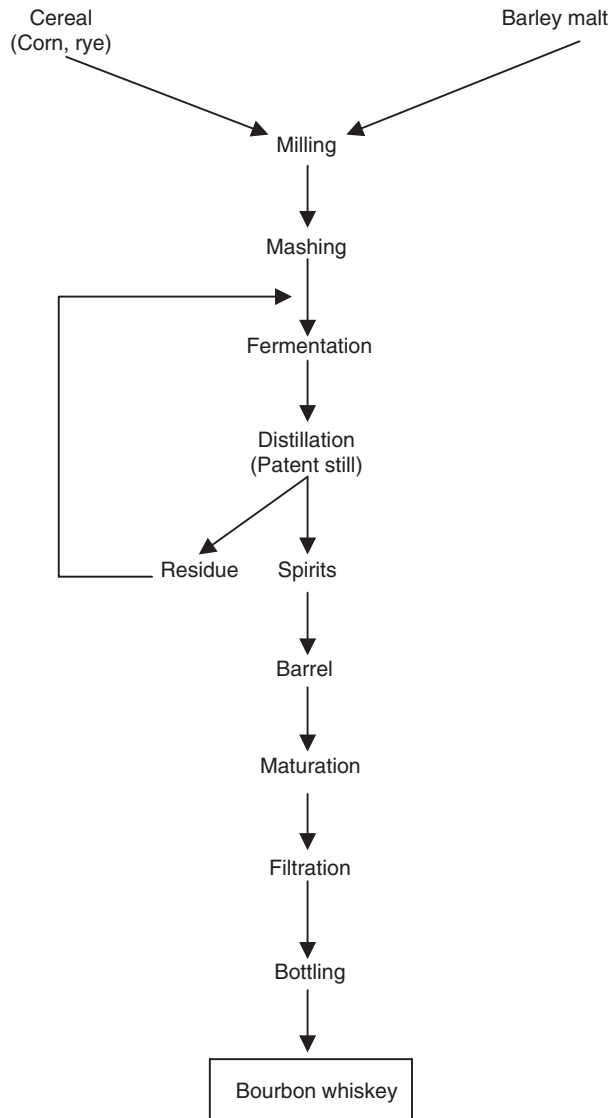 Cereal
(Corn, rye)
Barley malt
Milling
Mashing
Fermentation
Distillation
(Patent still)
Residue
Spirits
Barrel
Maturation
Filtration
Bottling
Bourbon whiskey